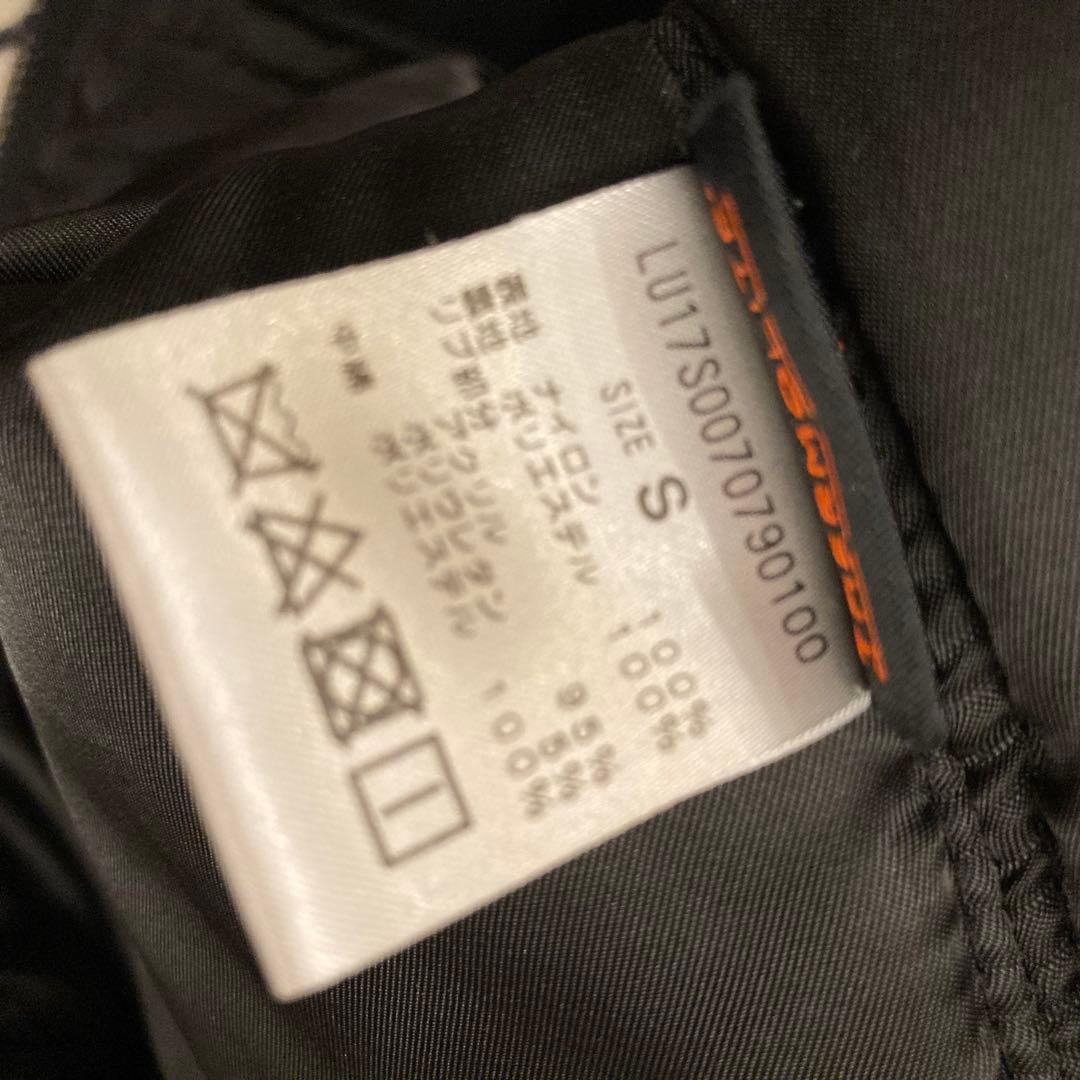 LU17S0070790100
SIZE S
表地 ナイロン 100%
裏地 ポリエステル 100%
リブ部分 アクリル 95%
ポリウレタン 5%
中綿 ポリエステル 100%